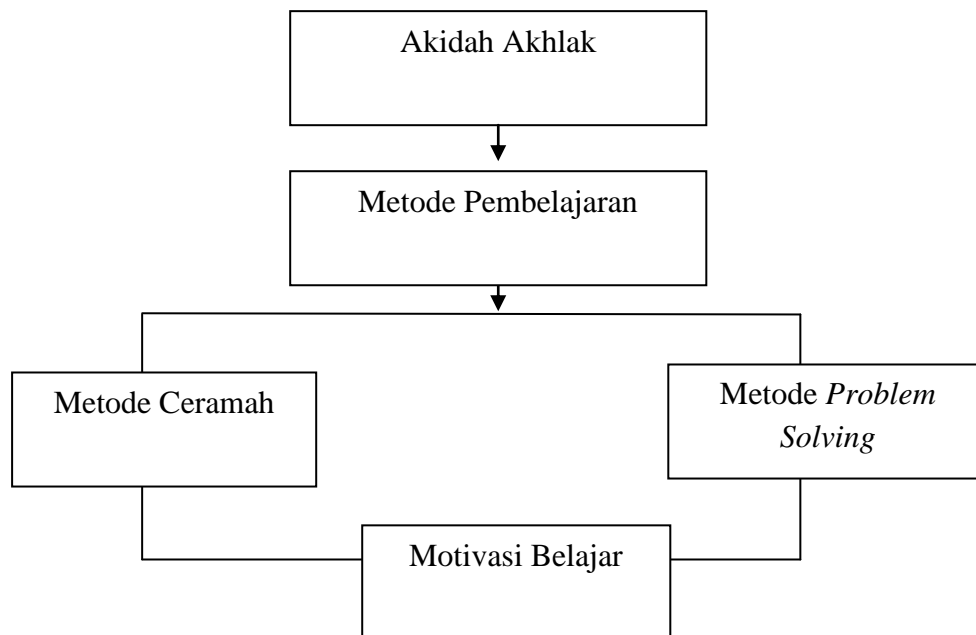 Akidah Akhlak
Metode Pembelajaran
Metode Ceramah
Metode Problem
Solving
Motivasi Belajar